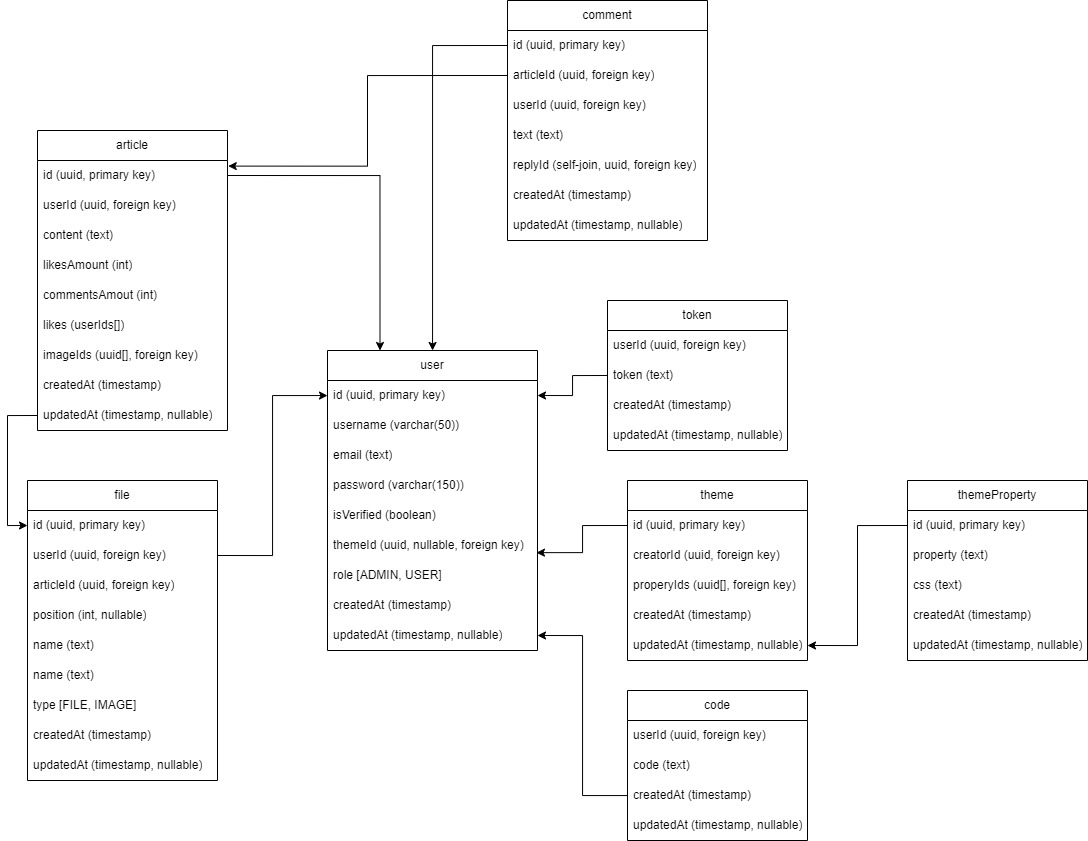 comment
id (uuid, primary key)
articleId (uuid, foreign key)
userId (uuid, foreign key)
text (text)
replyId (self-join, uuid, foreign key)
createdAt (timestamp)
updatedAt (timestamp, nullable)
article
id (uuid, primary key)
userId (uuid, foreign key)
content (text)
likesAmount (int)
commentsAmout (int)
likes (userIds[])
imageIds (uuid[], foreign key)
createdAt (timestamp)
updatedAt (timestamp, nullable)
token
userId (uuid, foreign key)
token (text)
createdAt (timestamp)
updatedAt (timestamp, nullable)
user
id (uuid, primary key)
username (varchar(50))
email (text)
password (varchar(150))
isVerified (boolean)
themeId (uuid, nullable, foreign key)
role [ADMIN, USER]
createdAt (timestamp)
updatedAt (timestamp, nullable)
file
id (uuid, primary key)
userId (uuid, foreign key)
articleId (uuid, foreign key)
position (int, nullable)
name (text)
name (text)
type [FILE, IMAGE]
createdAt (timestamp)
updatedAt (timestamp, nullable)
theme
id (uuid, primary key)
creatorId (uuid, foreign key)
properyIds (uuid[], foreign key)
createdAt (timestamp)
updatedAt (timestamp, nullable)
themeProperty
id (uuid, primary key)
property (text)
css (text)
createdAt (timestamp)
updatedAt (timestamp, nullable)
code
userId (uuid, foreign key)
code (text)
createdAt (timestamp)
updatedAt (timestamp, nullable)